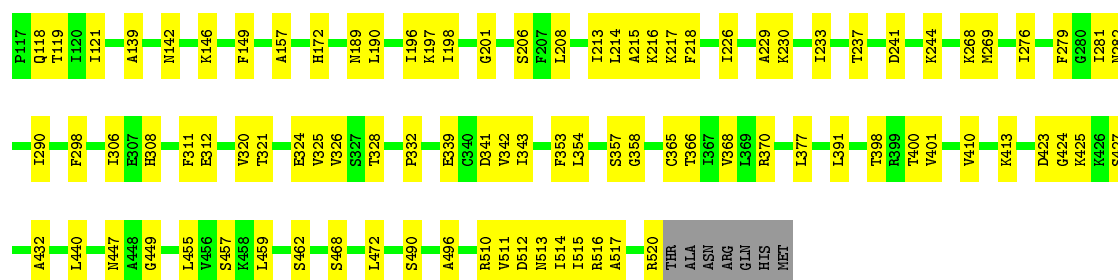 P117 Q118 T119 I120 I121 A139 N142 K146 F149 A157 H172 N189 L190 I196 K197 I198 G201 S206 F207 L208 I213 L214 A215 K216 K217 F218 I226 A229 K230 I233 T237 D241 K244 K268 M269 I276 F279 G280 I281
I290 F298 I306 E307 H308 F311 E312 V320 T321 E324 V325 V326 S327 T328 P332 E339 C340 D341 V342 I343 F353 L354 S357 G358 C365 T366 I367 V368 L369 R370 L377 L391 T398 R399 T400 V401 V410 K413 D423 G424 K425 K426 S427
A432 L440 N447 A448 G449 L455 V456 S457 K458 L459 S462 S468 L472 S490 A496 R510 V511 D512 N513 I514 I515 R516 A517 R520 THR ALA ASN ARG GLN HIS MET